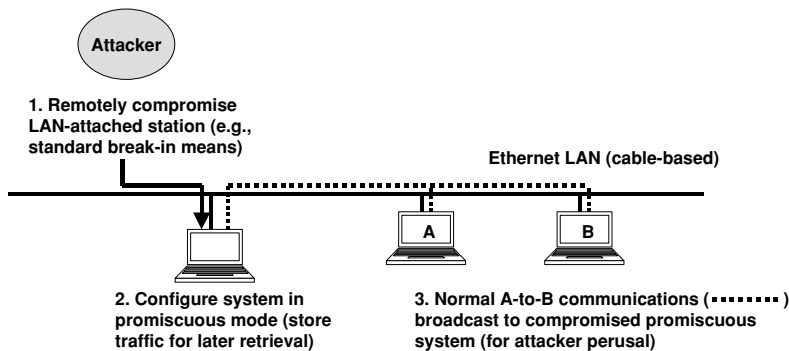 Attacker
1. Remotely compromise
LAN-attached station (e.g.,
standard break-in means)
Ethernet LAN (cable-based)
A
B
2. Configure system in
promiscuous mode (store
traffic for later retrieval)
3. Normal A-to-B communications ( )
broadcast to compromised promiscuous
system (for attacker perusal)